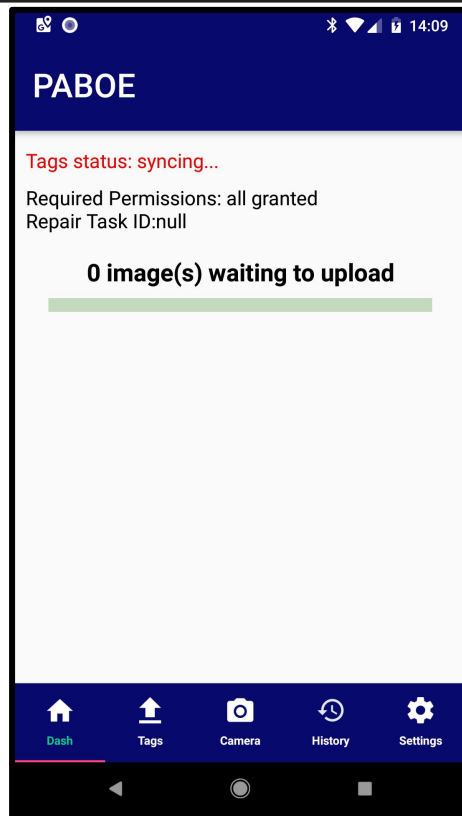 14:09
PABOE
Tags status: syncing...
Required Permissions: all granted
Repair Task ID:null
0 image(s) waiting to upload
Dash Tags Camera History Settings